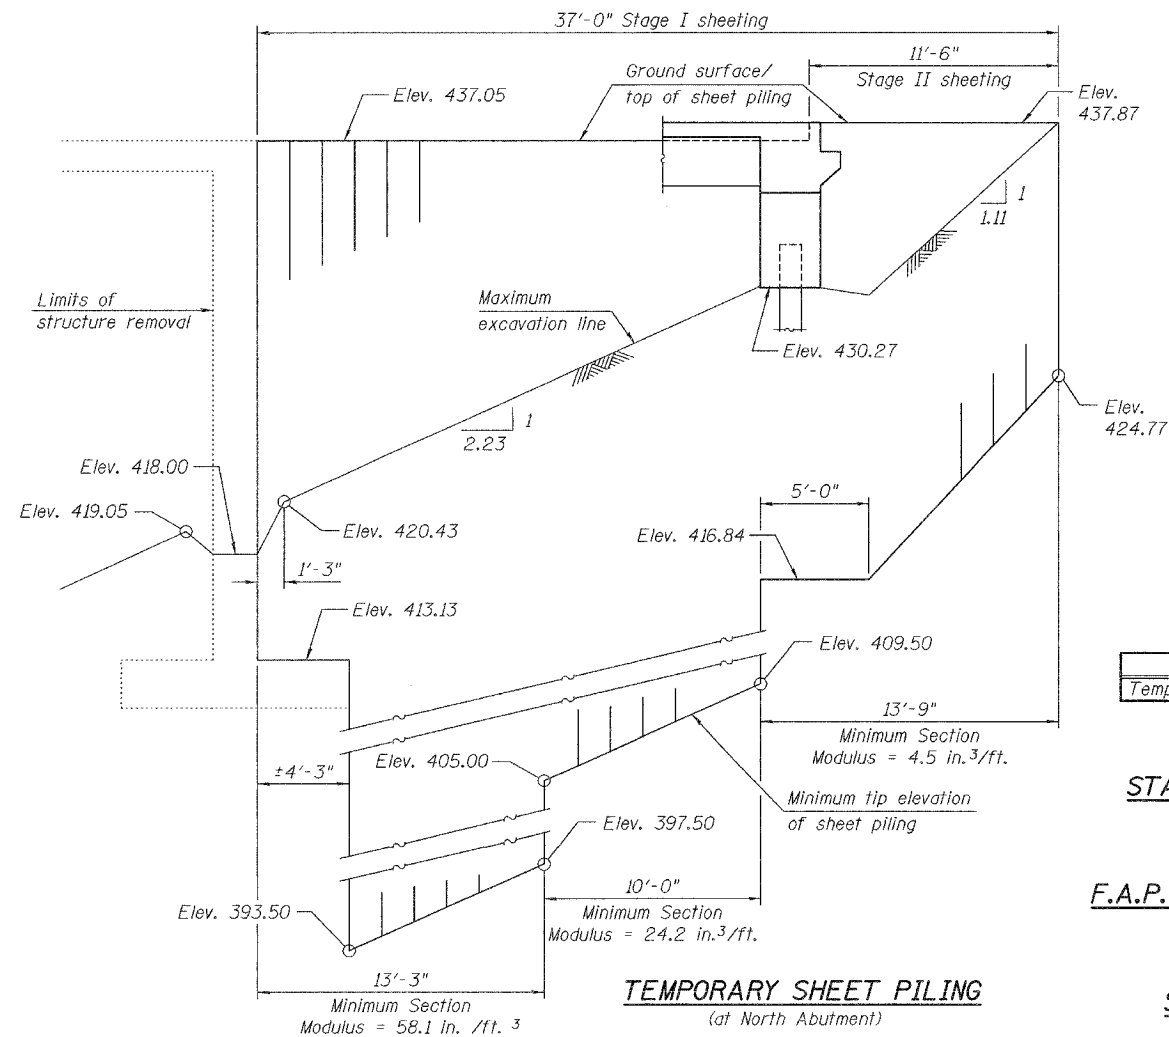 37'-0" Stage I sheeting
11'-6"
Stage II sheeting
Ground surface/
top of sheet piling
Elev. 437.05
Elev.
437.87
1
1.11
Limits of
structure removal
Maximum
excavation line
Elev. 430.27
1
2.23
Elev.
424.77
Elev. 418.00
Elev. 419.05
Elev. 420.43
5'-0"
Elev. 416.84
1'-3"
Elev. 413.13
Elev. 409.50
Temp
13'-9"
Minimum Section
Modulus = 4.5 in.³/ft.
±4'-3"
Elev. 405.00
Minimum tip elevation
of sheet piling
STA
Elev. 397.50
F.A.P.
10'-0"
Minimum Section
Modulus = 24.2 in.³/ft.
Elev. 393.50
13'-3"
Minimum Section
Modulus = 58.1 in. /ft. ³
TEMPORARY SHEET PILING
(at North Abutment)
S